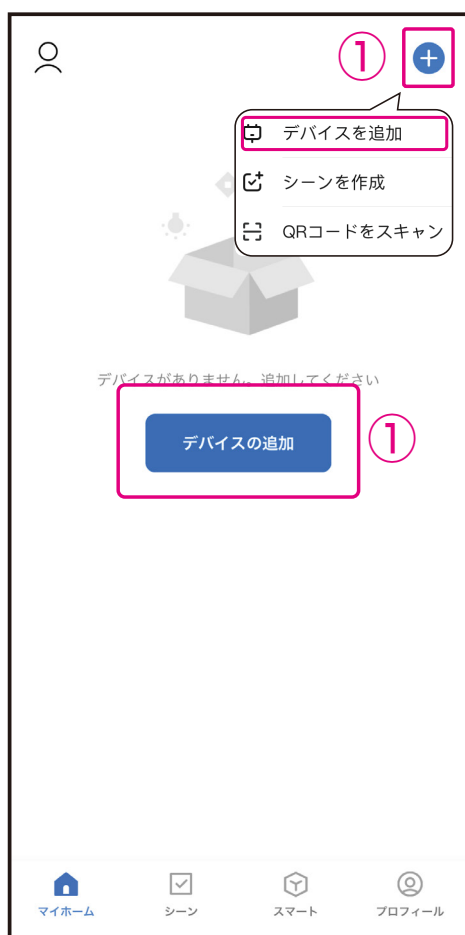 ①
デバイスを追加
シーンを作成
QRコードをスキャン
デバイスがありません。追加してください
デバイスの追加
①
マイホーム
シーン
スマート
プロフィール